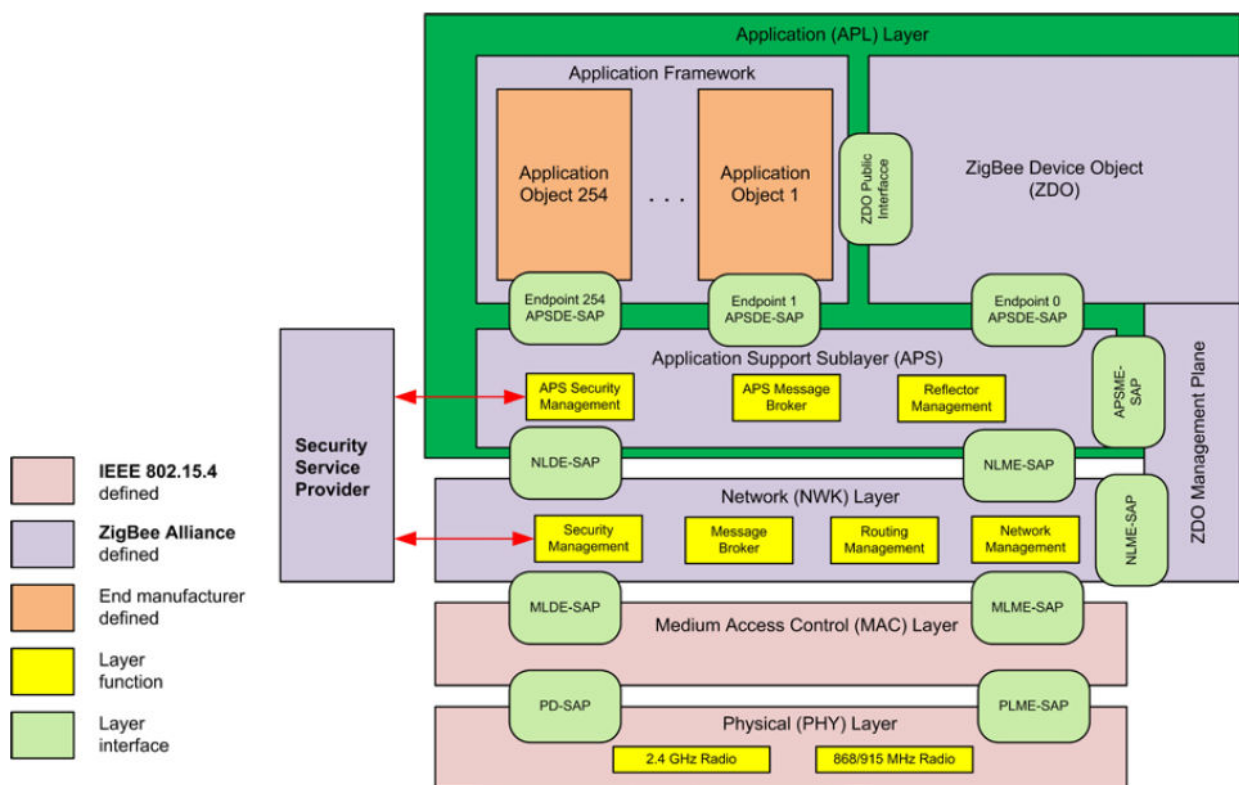 Application (APL) Layer
Application Framework
Application
Object 254
. . .
Application
Object 1
ZDO Public
Interfacce
ZigBee Device Object
(ZDO)
Endpoint 254
APSDE-SAP
Endpoint 1
APSDE-SAP
Endpoint 0
APSDE-SAP
Application Support Sublayer (APS)
APS Security
Management
APS Message
Broker
Reflector
Management
APSME-
SAP
ZDO Management Plane
Security
Service
Provider
NLDE-SAP
NLME-SAP
Network (NWK) Layer
Security
Management
Message
Broker
Routing
Management
Network
Management
NLME-SAP
MLDE-SAP
MLME-SAP
Medium Access Control (MAC) Layer
PD-SAP
PLME-SAP
Physical (PHY) Layer
2.4 GHz Radio
868/915 MHz Radio
IEEE 802.15.4
defined
ZigBee Alliance
defined
End manufacturer
defined
Layer
function
Layer
interface